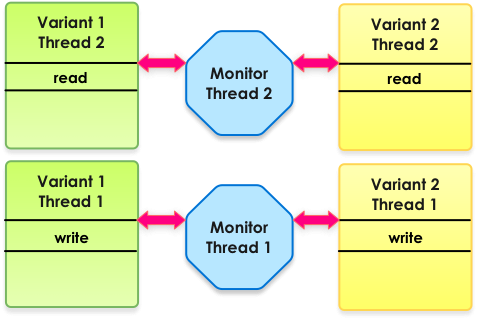 Variant 1
Thread 2
read
Monitor
Thread 2
Variant 2
Thread 2
read
Variant 1
Thread 1
write
Monitor
Thread 1
Variant 2
Thread 1
write